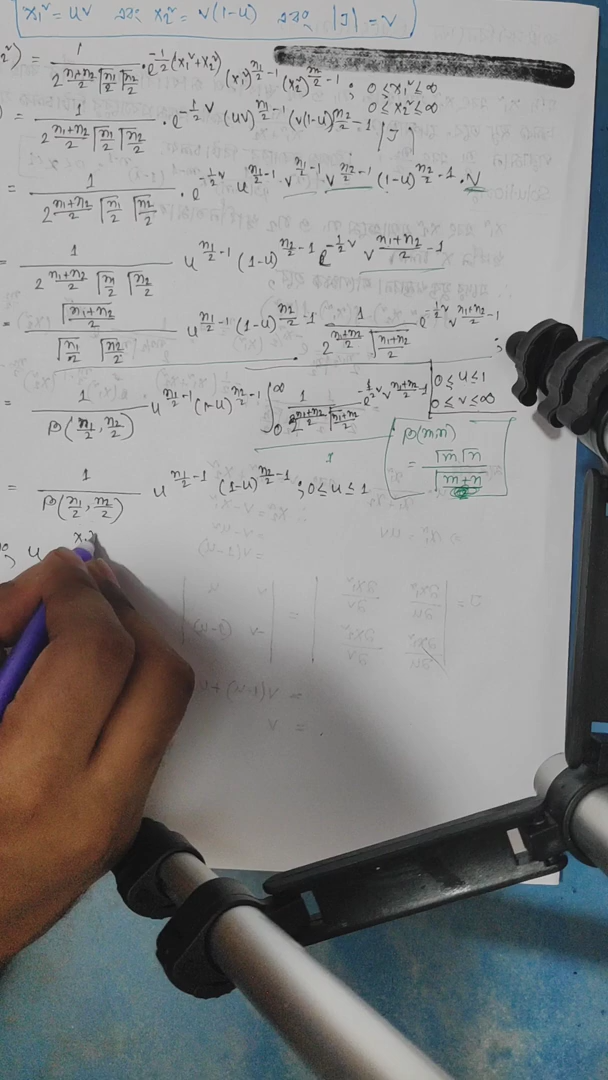 x₁² = uv এবং x₂² = v(1-u) এবং |J| = v
²) = 1 / (2^((n₁+n₂)/2) Γ(n₁/2) Γ(n₂/2)) · e^(-1/2 (x₁²+x₂²)) (x₁²)^(n₁/2 -1) (x₂²)^(n₂/2 -1) ; 0 ≤ x₁² ≤ ∞
0 ≤ x₂² ≤ ∞
) = 1 / (2^((n₁+n₂)/2) Γ(n₁/2) Γ(n₂/2)) · e^(-1/2 v) (uv)^(n₁/2 -1) (v(1-u))^(n₂/2 -1) |J|
= 1 / (2^((n₁+n₂)/2) Γ(n₁/2) Γ(n₂/2)) · e^(-1/2 v) u^(n₁/2 -1) · v^(n₁/2 -1) v^(n₂/2 -1) (1-u)^(n₂/2 -1) · v
= 1 / (2^((n₁+n₂)/2) Γ(n₁/2) Γ(n₂/2)) u^(n₁/2 -1) (1-u)^(n₂/2 -1) e^(-1/2 v) v^((n₁+n₂)/2 -1)
= Γ((n₁+n₂)/2) / (Γ(n₁/2) Γ(n₂/2)) u^(n₁/2 -1) (1-u)^(n₂/2 -1) 1 / (2^((n₁+n₂)/2) Γ((n₁+n₂)/2)) e^(-1/2 v) v^((n₁+n₂)/2 -1) ;
= 1 / β(n₁/2, n₂/2) u^(n₁/2 -1) (1-u)^(n₂/2 -1) ∫₀^∞ 1 / (2^((n₁+n₂)/2) Γ((n₁+n₂)/2)) e^(-1/2 v) v^((n₁+n₂)/2 -1) 0 ≤ u ≤ 1
0 ≤ v ≤ ∞
1
β(m,n)
= Γm Γn / Γ(m+n)
= 1 / β(n₁/2, n₂/2) u^(n₁/2 -1) (1-u)^(n₂/2 -1) ; 0 ≤ u ≤ 1
u